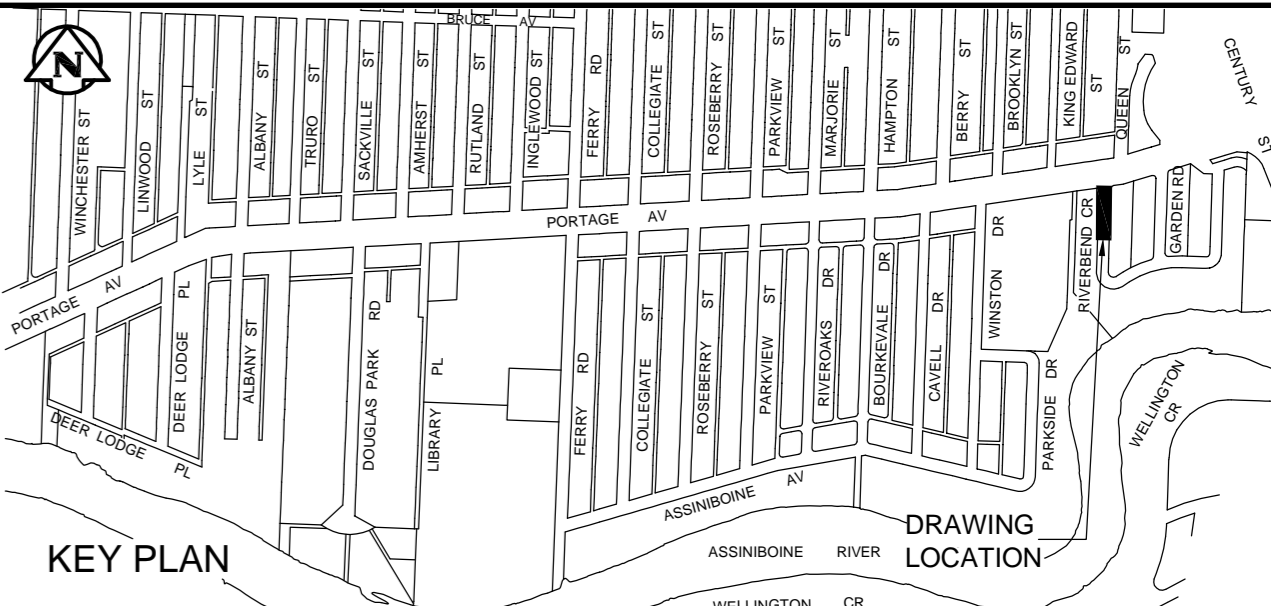 BRUCE AV
N
WINCHESTER ST
LINWOOD ST
LYLE ST
ALBANY ST
TRURO ST
SACKVILLE ST
AMHERST ST
RUTLAND ST
INGLEWOOD ST
FERRY RD
COLLEGIATE ST
ROSEBERRY ST
PARKVIEW ST
MARJORIE ST
HAMPTON ST
BERRY ST
BROOKLYN ST
KING EDWARD ST
QUEEN ST
CENTURY ST
PORTAGE AV
PORTAGE AV
DEER LODGE PL
ALBANY ST
DOUGLAS PARK RD
LIBRARY PL
FERRY RD
COLLEGIATE ST
ROSEBERRY ST
PARKVIEW ST
RIVEROAKS DR
BOURKEVALE DR
CAVELL DR
WINSTON DR
RIVERBEND CR
GARDEN RD
PARKSIDE DR
WELLINGTON CR
DEER LODGE PL
ASSINIBOINE AV
KEY PLAN
ASSINIBOINE RIVER
DRAWING
LOCATION
WELLINGTON CR